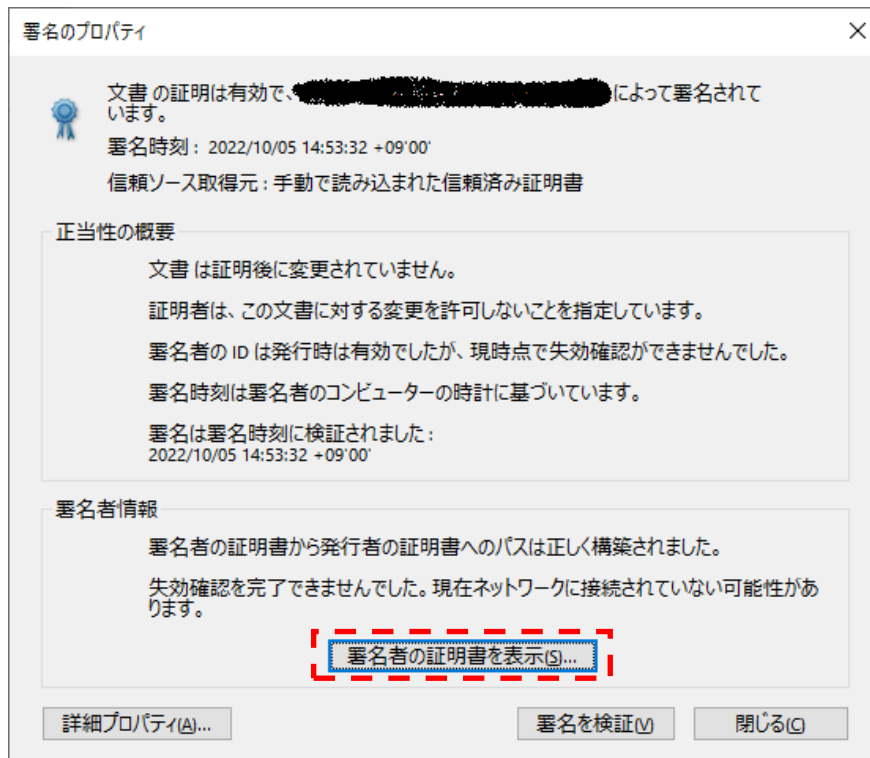 署名のプロパティ
文書 の証明は有効で、によって署名されて
います。
署名時刻 : 2022/10/05 14:53:32 +09'00'
信頼ソース取得元 : 手動で読み込まれた信頼済み証明書
正当性の概要
文書 は証明後に変更されていません。
証明者は、この文書に対する変更を許可しないことを指定しています。
署名者の ID は発行時は有効でしたが、現時点で失効確認ができませんでした。
署名時刻は署名者のコンピューターの時計に基づいています。
署名は署名時刻に検証されました :
2022/10/05 14:53:32 +09'00'
署名者情報
署名者の証明書から発行者の証明書へのパスは正しく構築されました。
失効確認を完了できませんでした。現在ネットワークに接続されていない可能性があ
ります。
署名者の証明書を表示(S)...
詳細プロパティ(A)... 署名を検証(V) 閉じる(C)